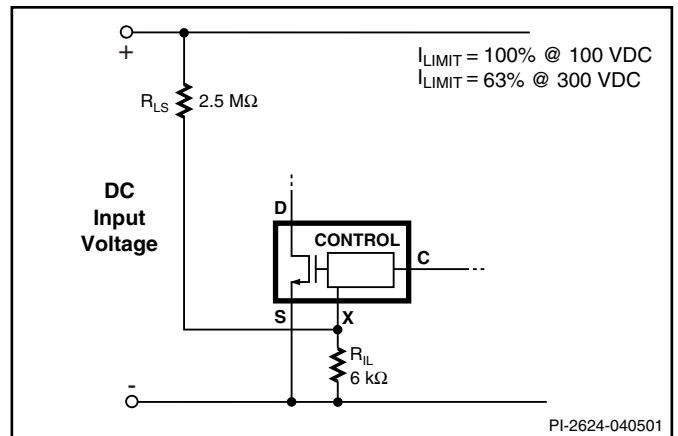 +
I_LIMIT = 100% @ 100 VDC
I_LIMIT = 63% @ 300 VDC
R_LS 2.5 MΩ
DC
Input
Voltage
D
CONTROL
C
S
X
R_IL
6 kΩ
-
PI-2624-040501